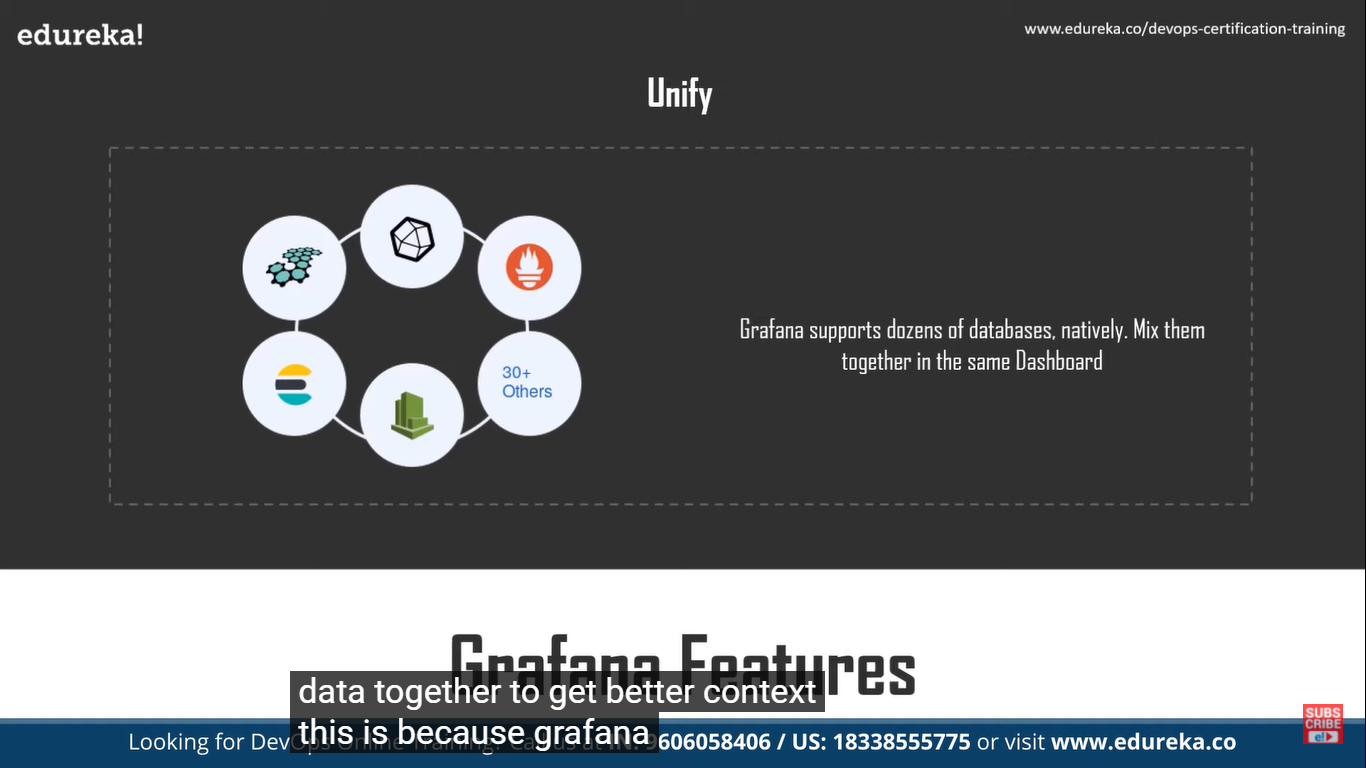 edureka!
www.edureka.co/devops-certification-training
Unify
30+
Others
Grafana supports dozens of databases, natively. Mix them
together in the same Dashboard
Grafana Features
data together to get better context
this is because grafana
Looking for DevOps Online Training? Call us at IN: 9606058406 / US: 18338555775 or visit www.edureka.co
SUBS
CRIBE
e!